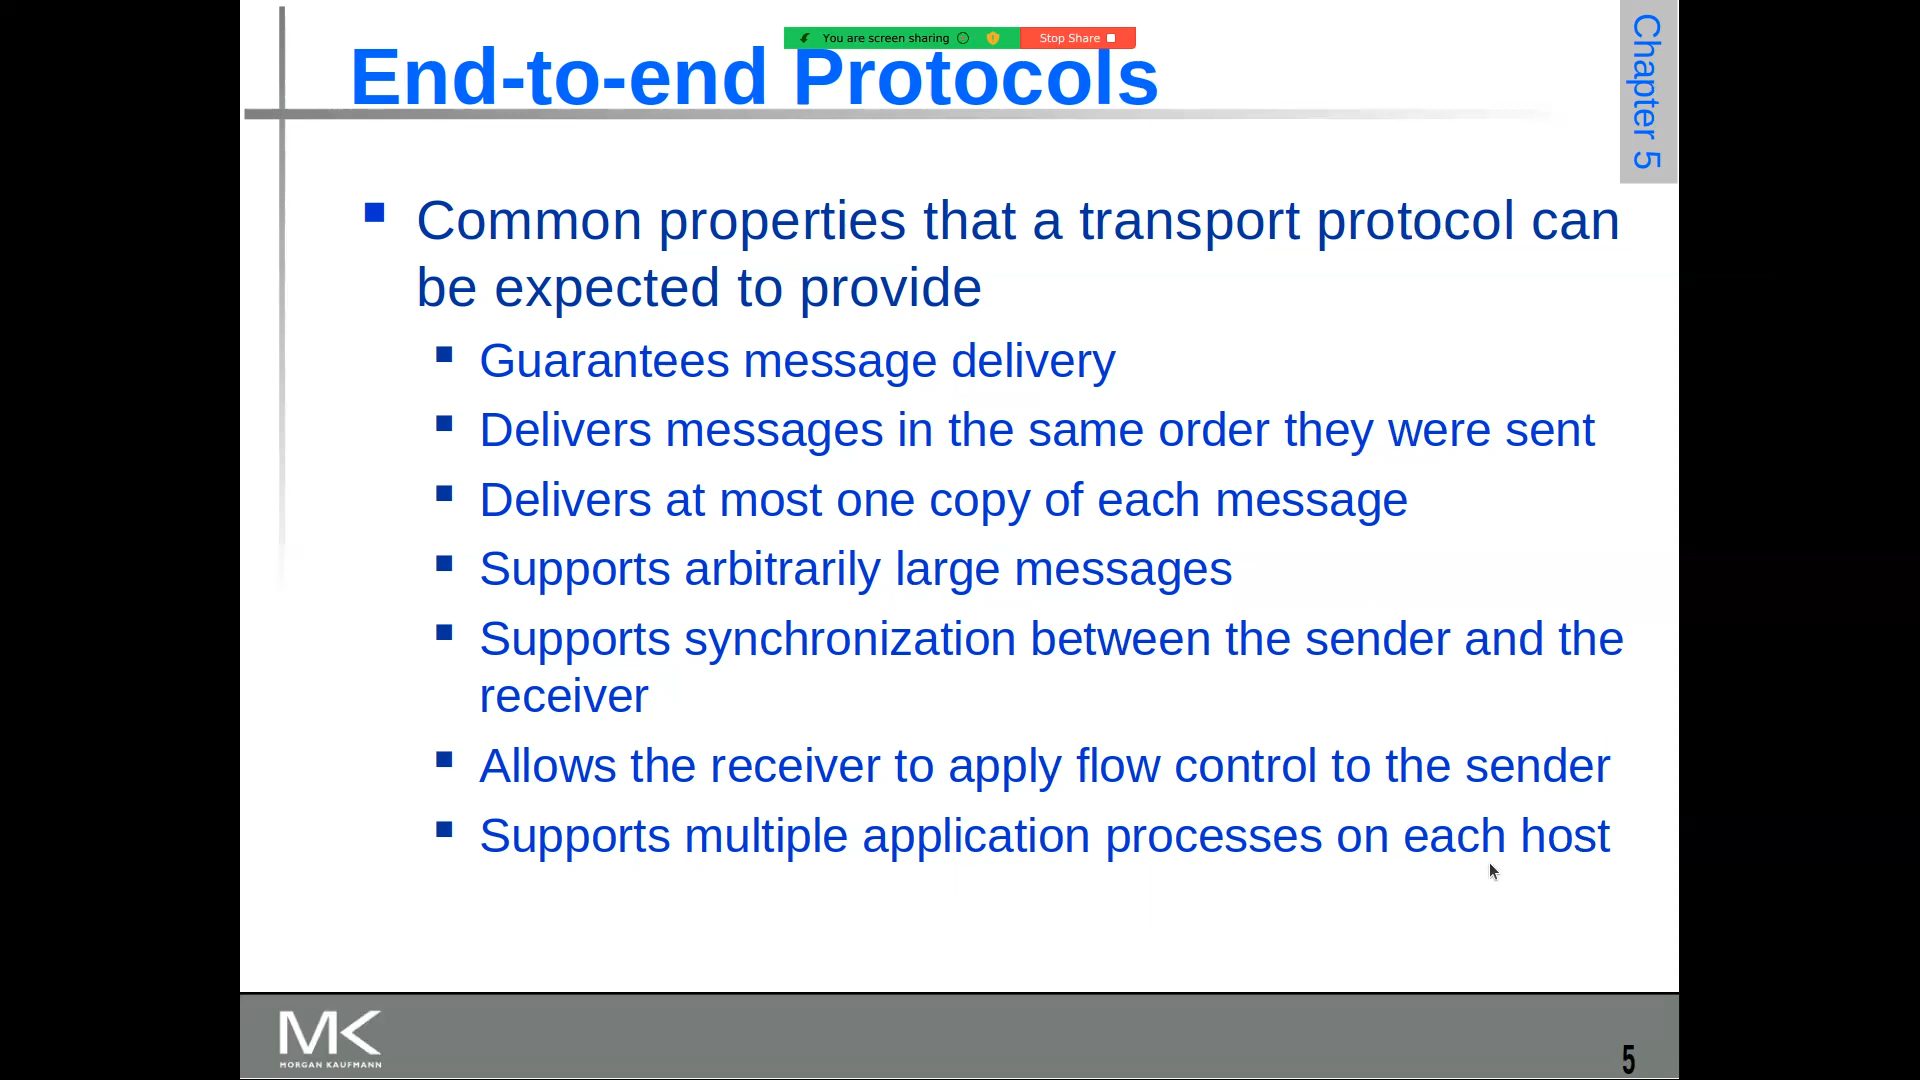 You are screen sharing
Stop Share
End-to-end Protocols
Chapter 5
Common properties that a transport protocol can
be expected to provide
Guarantees message delivery
Delivers messages in the same order they were sent
Delivers at most one copy of each message
Supports arbitrarily large messages
Supports synchronization between the sender and the
receiver
Allows the receiver to apply flow control to the sender
Supports multiple application processes on each host
MK
MORGAN KAUFMANN
5